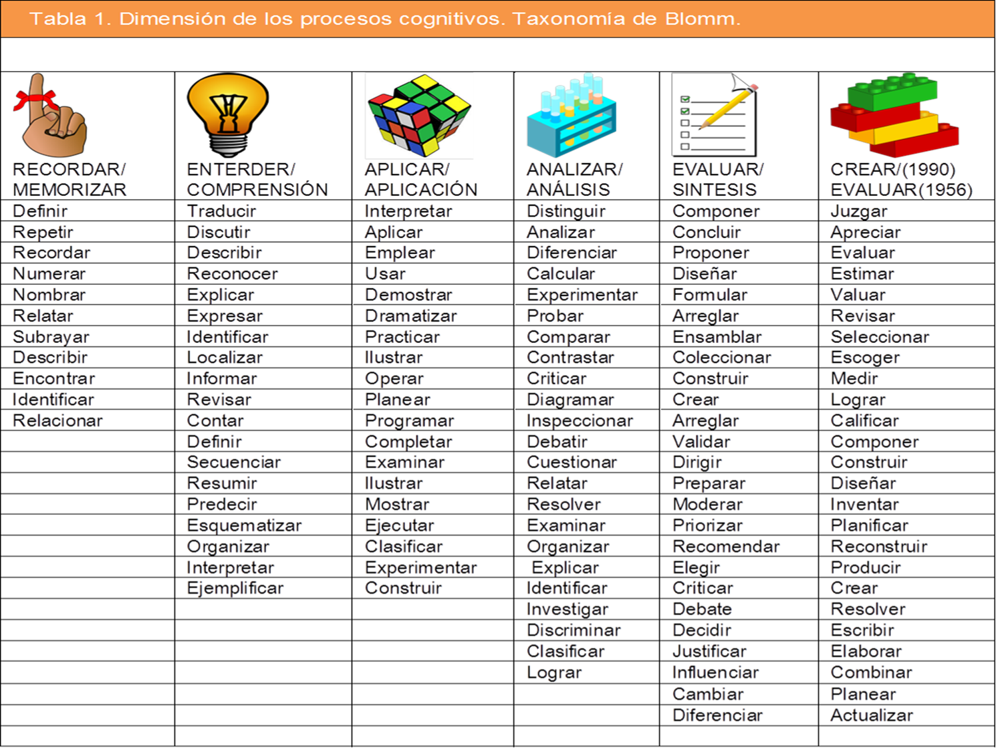 Tabla 1. Dimensión de los procesos cognitivos. Taxonomía de Blomm.
RECORDAR/ ENTERDER/ APLICAR/ ANALIZAR/ EVALUAR/ CREAR/(1990)
MEMORIZAR COMPRENSIÓN APLICACIÓN ANÁLISIS SINTESIS EVALUAR(1956)
Definir Traducir Interpretar Distinguir Componer Juzgar
Repetir Discutir Aplicar Analizar Concluir Apreciar
Recordar Describir Emplear Diferenciar Proponer Evaluar
Numerar Reconocer Usar Calcular Diseñar Estimar
Nombrar Explicar Demostrar Experimentar Formular Valuar
Relatar Expresar Dramatizar Probar Arreglar Revisar
Subrayar Identificar Practicar Comparar Ensamblar Seleccionar
Describir Localizar Ilustrar Contrastar Coleccionar Escoger
Encontrar Informar Operar Criticar Construir Medir
Identificar Revisar Planear Diagramar Crear Lograr
Relacionar Contar Programar Inspeccionar Arreglar Calificar
Definir Completar Debatir Validar Componer
Secuenciar Examinar Cuestionar Dirigir Construir
Resumir Ilustrar Relatar Preparar Diseñar
Predecir Mostrar Resolver Moderar Inventar
Esquematizar Ejecutar Examinar Priorizar Planificar
Organizar Clasificar Organizar Recomendar Reconstruir
Interpretar Experimentar Explicar Elegir Producir
Ejemplificar Construir Identificar Criticar Crear
Investigar Debate Resolver
Discriminar Decidir Escribir
Clasificar Justificar Elaborar
Lograr Influenciar Combinar
Cambiar Planear
Diferenciar Actualizar